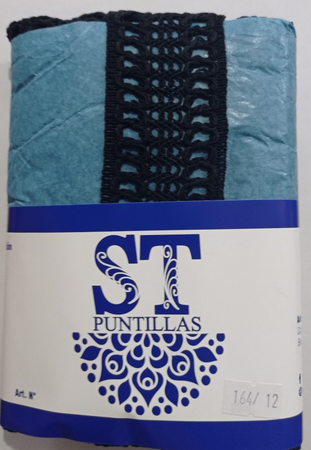 ST
PUNTILLAS
Art. N°
164/ 12